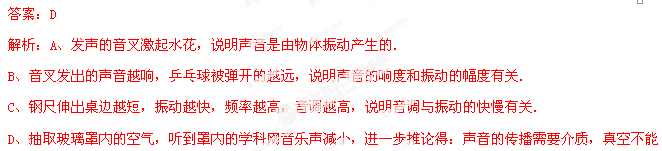 答案：D
解析：A、发声的音叉激起水花，说明声音是由物体振动产生的．
B、音叉发出的声音越响，乒乓球被弹开的越远，说明声音的响度和振动的幅度有关．
C、钢尺伸出桌边越短，振动越快，频率越高，音调越高，说明音调与振动的快慢有关．
D、抽取玻璃罩内的空气，听到罩内的学科网音乐声减小，进一步推论得：声音的传播需要介质，真空不能